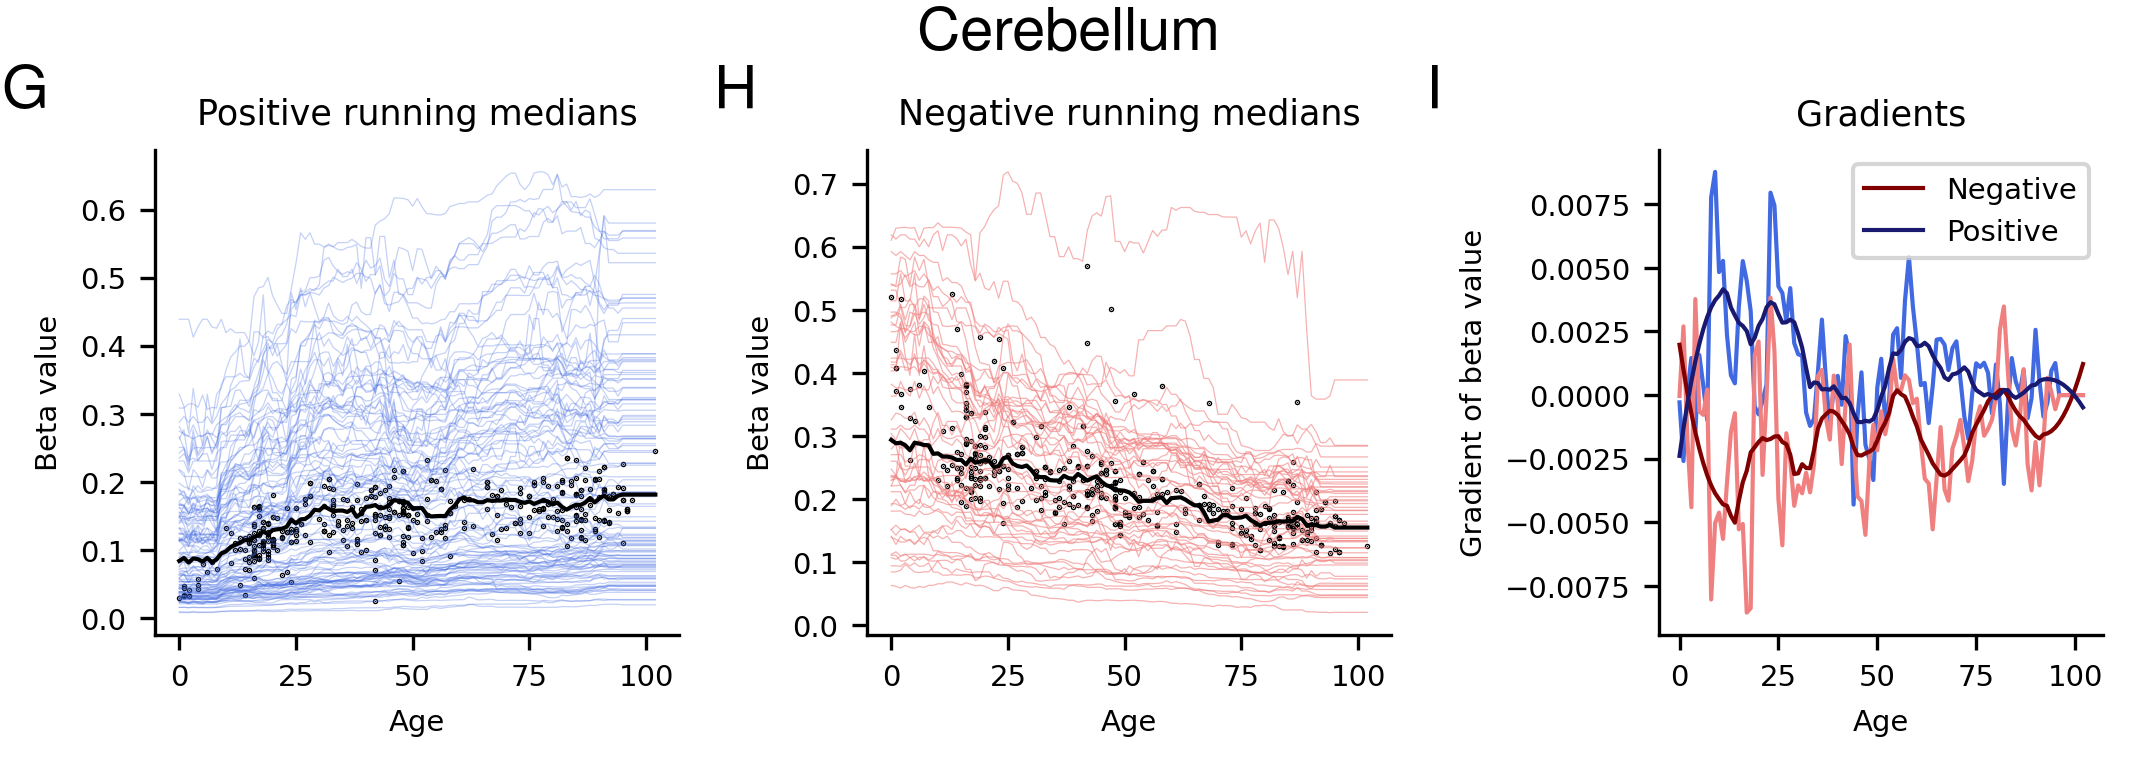 Cerebellum
G
Positive running medians
Beta value
0.6
0.5
0.4
0.3
0.2
0.1
0.0
0
25
50
75
100
Age
H
Negative running medians
Beta value
0.7
0.6
0.5
0.4
0.3
0.2
0.1
0.0
0
25
50
75
100
Age
I
Gradients
Gradient of beta value
0.0075
0.0050
0.0025
0.0000
−0.0025
−0.0050
−0.0075
Negative
Positive
0
25
50
75
100
Age